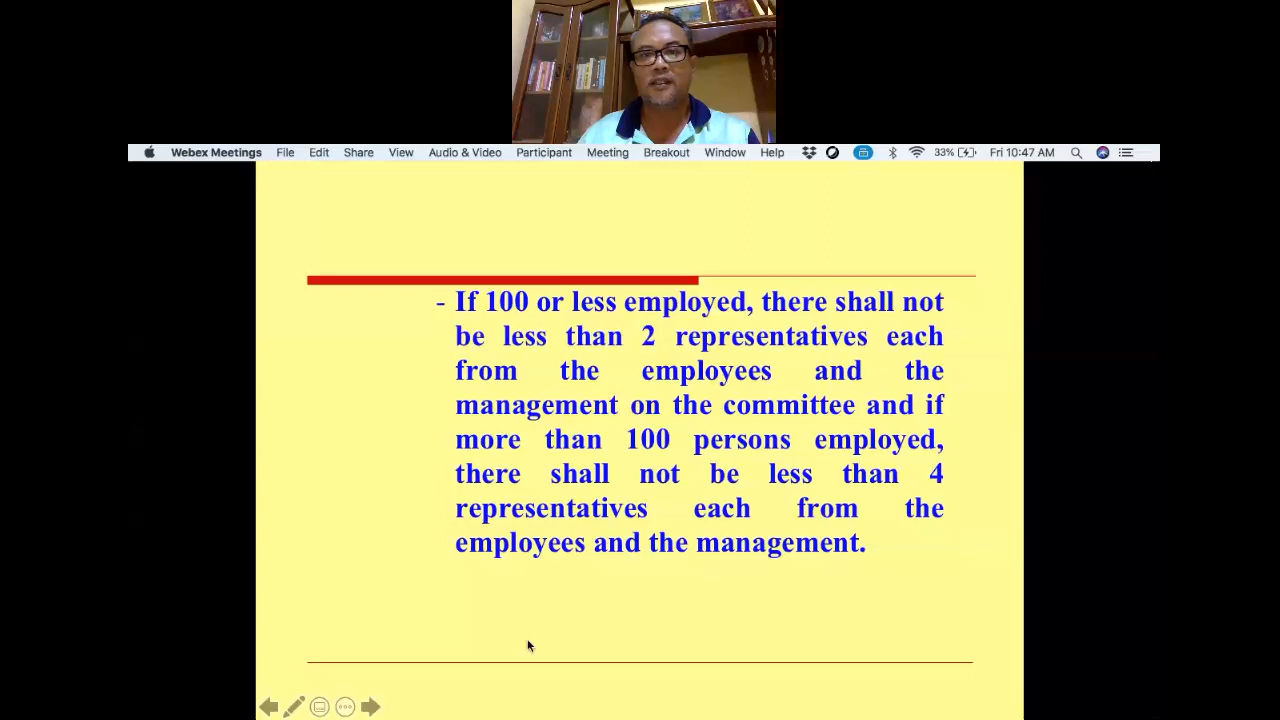 Webex Meetings File Edit Share View Audio & Video Participant Meeting Breakout Window Help 33% Fri 10:47 AM
- If 100 or less employed, there shall not
be less than 2 representatives each
from the employees and the
management on the committee and if
more than 100 persons employed,
there shall not be less than 4
representatives each from the
employees and the management.